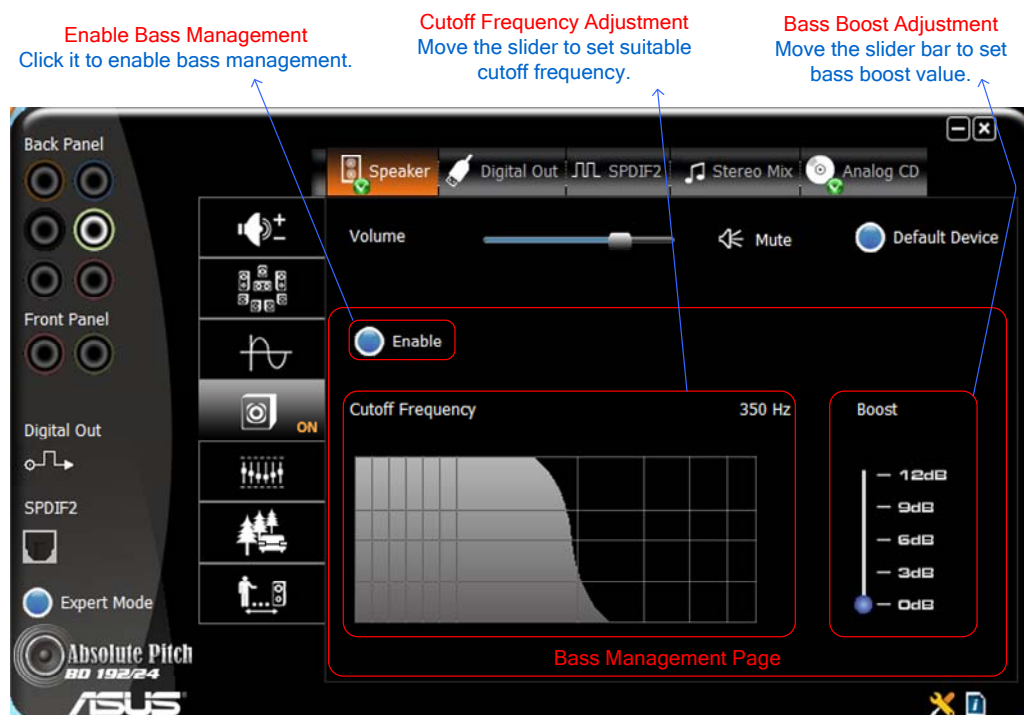 Enable Bass Management
Click it to enable bass management.
Cutoff Frequency Adjustment
Move the slider to set suitable
cutoff frequency.
Bass Boost Adjustment
Move the slider bar to set
bass boost value.
Back Panel
Front Panel
Digital Out
SPDIF2
Expert Mode
Absolute Pitch
BD 192/24
ASUS
Speaker
Digital Out
SPDIF2
Stereo Mix
Analog CD
Volume
Mute
Default Device
ON
Enable
Cutoff Frequency
350 Hz
Boost
12dB
9dB
6dB
3dB
0dB
Bass Management Page